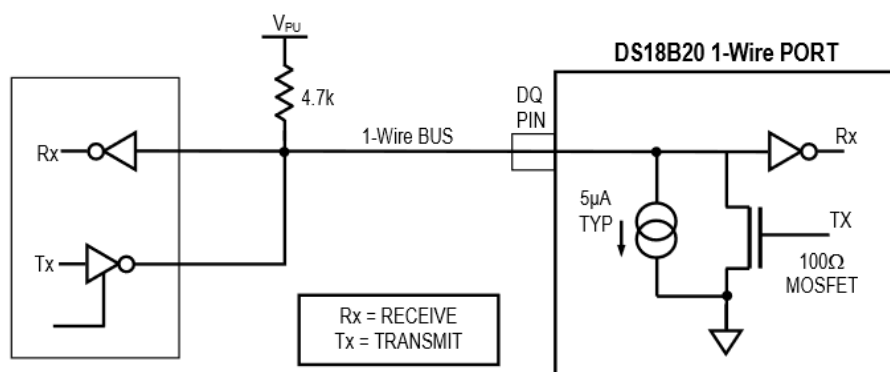 V_PU
DS18B20 1-Wire PORT
4.7k
DQ
PIN
1-Wire BUS
Rx
Rx
5µA
TYP
TX
Tx
100Ω
MOSFET
Rx = RECEIVE
Tx = TRANSMIT